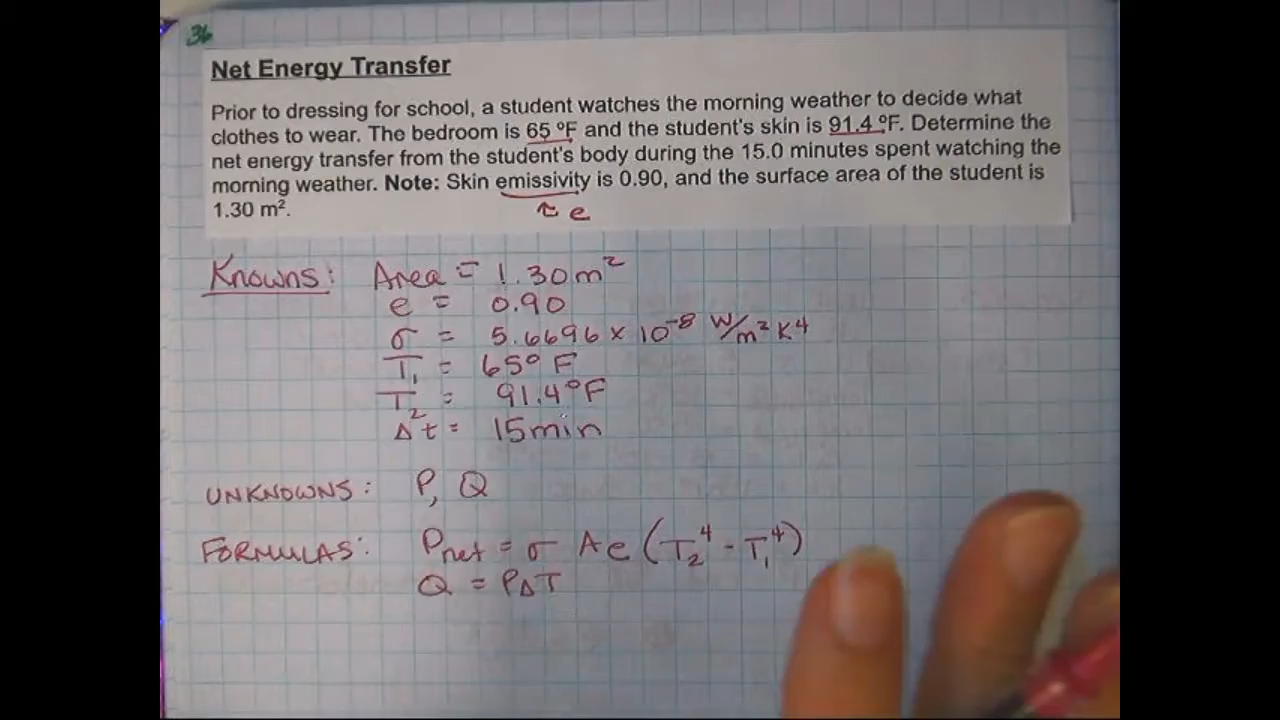 36
Net Energy Transfer
Prior to dressing for school, a student watches the morning weather to decide what
clothes to wear. The bedroom is 65 ºF and the student's skin is 91.4 ºF. Determine the
net energy transfer from the student's body during the 15.0 minutes spent watching the
morning weather. Note: Skin emissivity is 0.90, and the surface area of the student is
1.30 m².
e
Knowns: Area = 1.30 m²
e = 0.90
σ = 5.6696 × 10⁻⁸ W/m² K⁴
T₁ = 65° F
T₂ = 91.4°F
Δt = 15min
UNKNOWNS: P, Q
FORMULAS: Pnet = σ A e (T₂⁴ - T₁⁴)
Q = PΔT